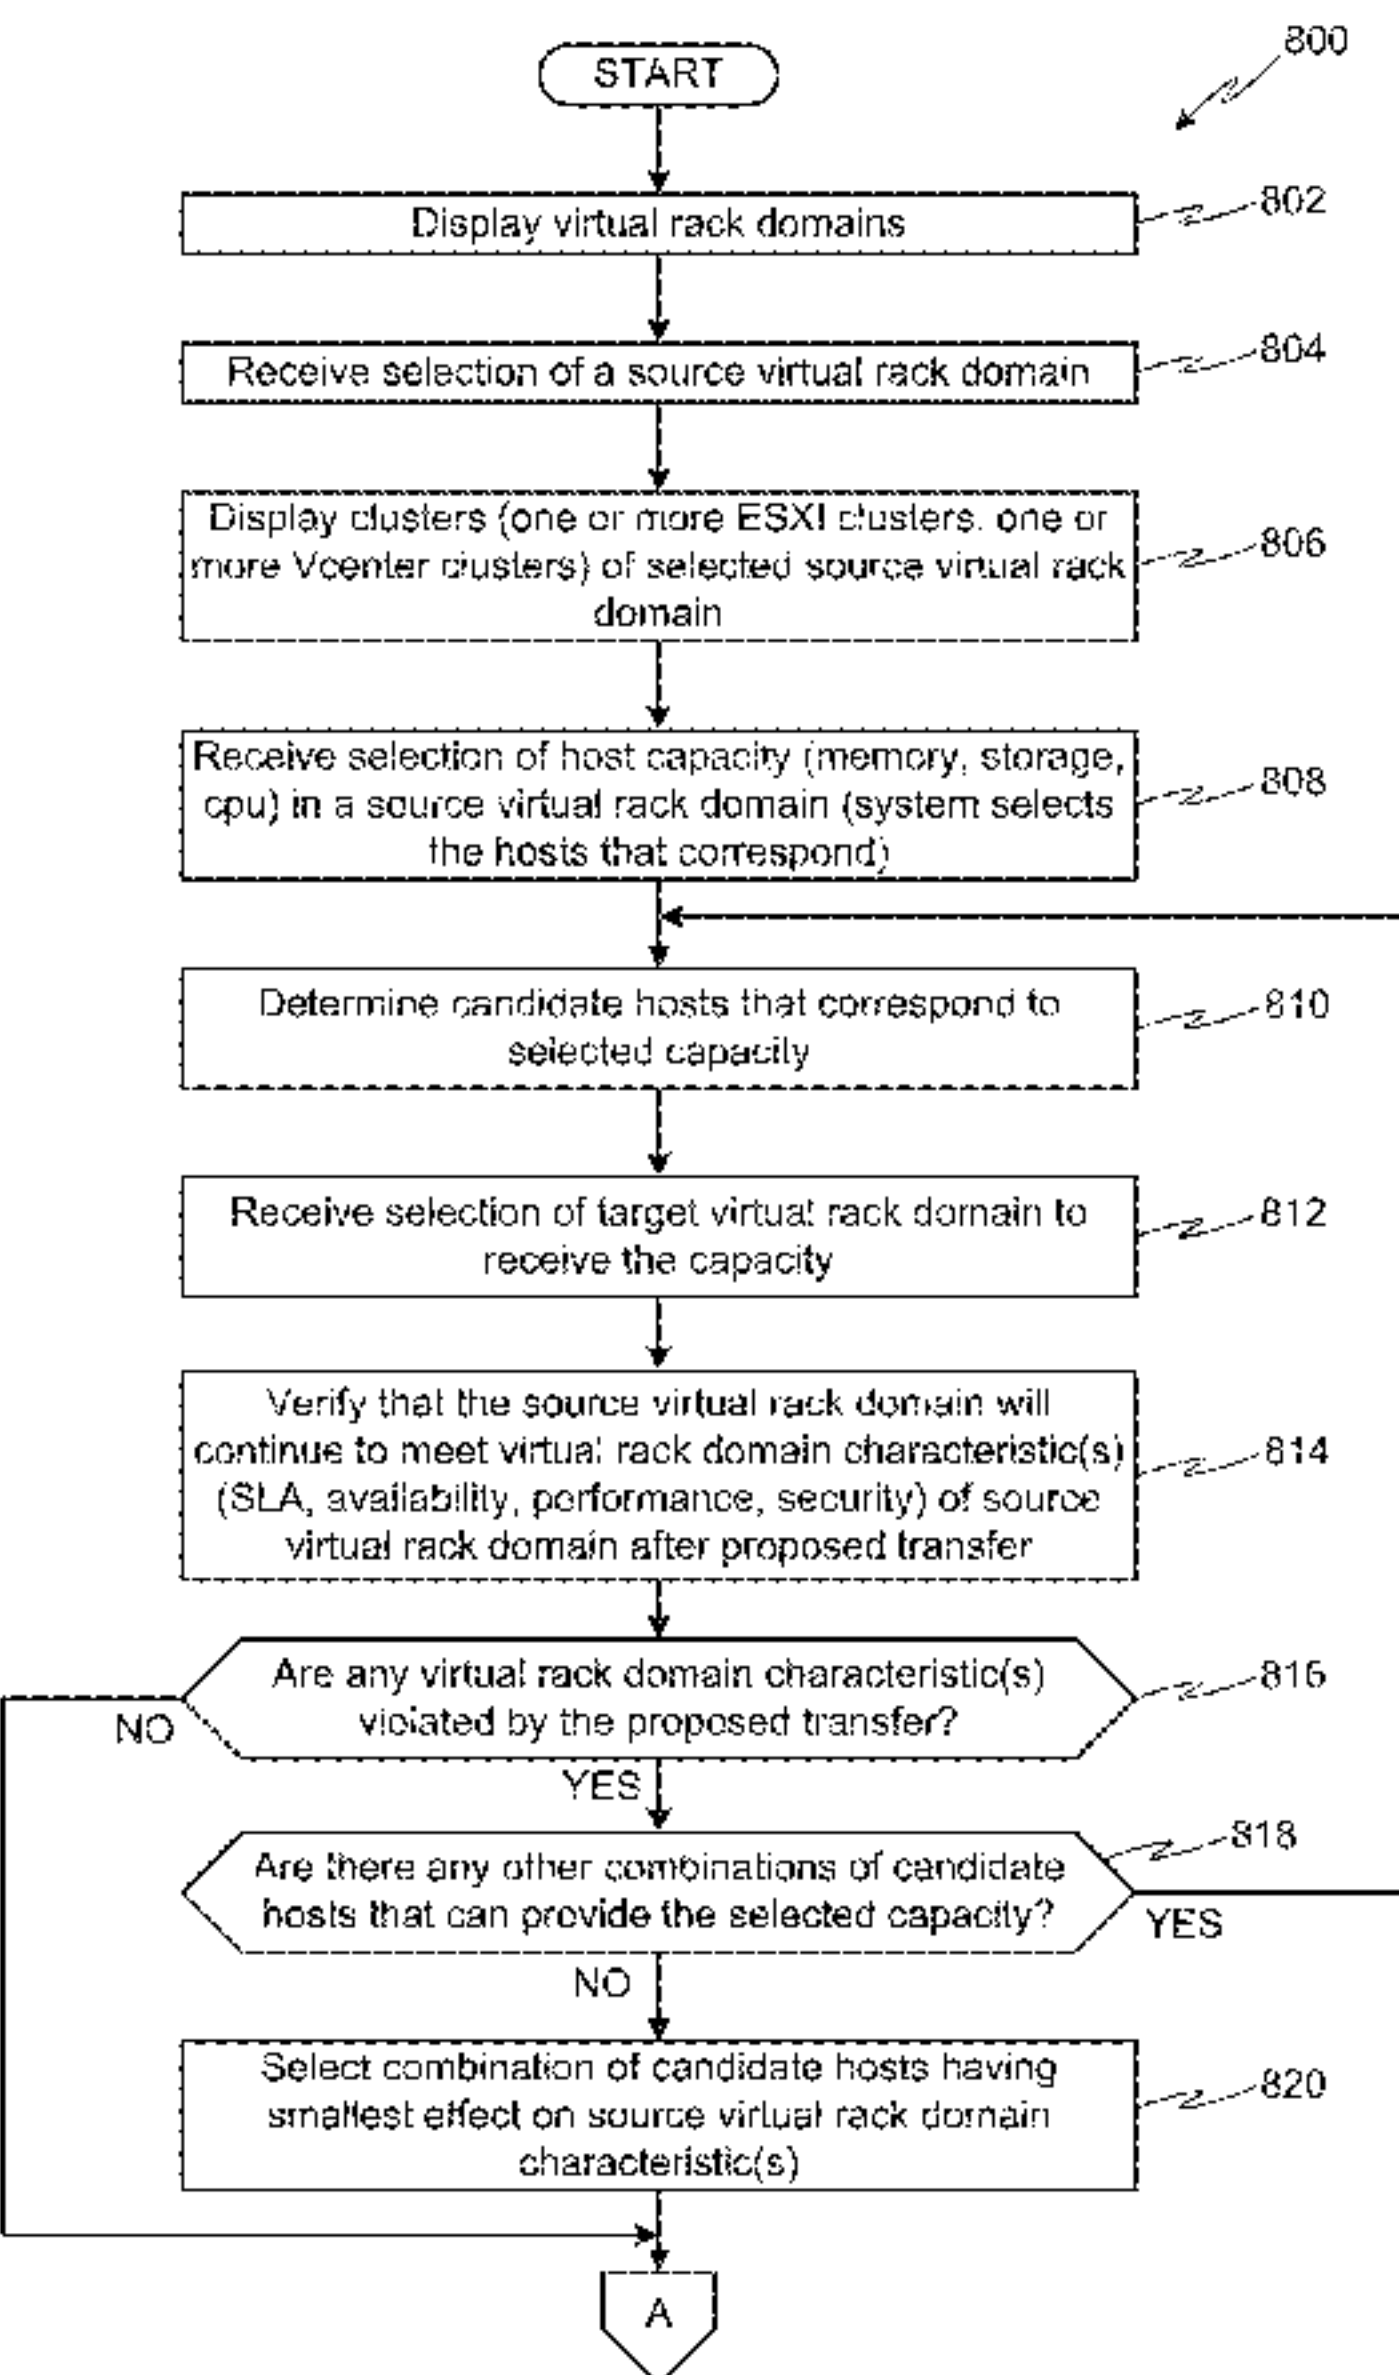 800
START
Display virtual rack domains
802
Receive selection of a source virtual rack domain
804
Display clusters (one or more ESXI clusters, one or
more Vcenter clusters) of selected source virtual rack
domain
806
Receive selection of host capacity (memory, storage,
cpu) in a source virtual rack domain (system selects
the hosts that correspond)
808
Determine candidate hosts that correspond to
selected capacity
810
Receive selection of target virtual rack domain to
receive the capacity
812
Verify that the source virtual rack domain will
continue to meet virtual rack domain characteristic(s)
(SLA, availability, performance, security) of source
virtual rack domain after proposed transfer
814
Are any virtual rack domain characteristic(s)
violated by the proposed transfer?
816
NO
YES
Are there any other combinations of candidate
hosts that can provide the selected capacity?
818
YES
NO
Select combination of candidate hosts having
smallest effect on source virtual rack domain
characteristic(s)
820
A